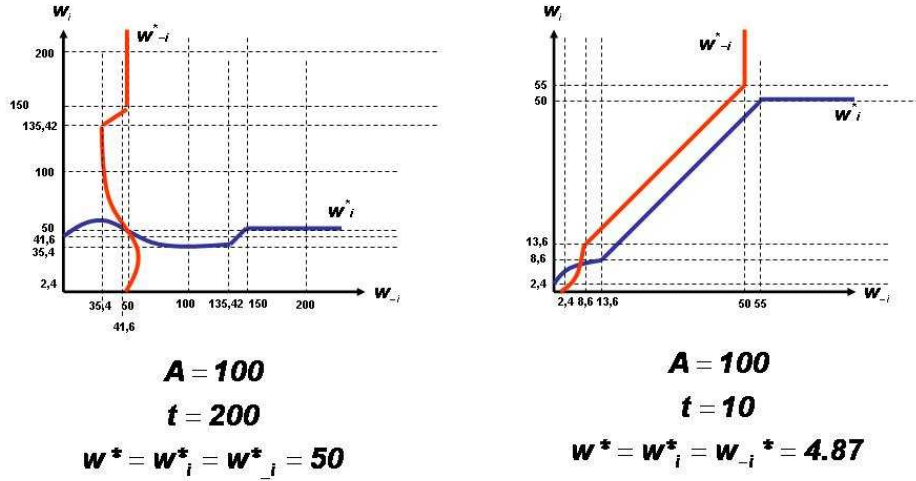 w_i
w*_-i
200
150
135,42
100
50
41,6
35,4
2,4
w*_i
w_-i
35,4 50 100 135,42 150 200
41,6
A = 100
t = 200
w* = w*_i = w*_-i = 50
w_i
w*_-i
55
50
w*_i
13,6
8,6
2,4
w_-i
2,4 8,6 13,6 50 55
A = 100
t = 10
w* = w*_i = w_-i* = 4.87